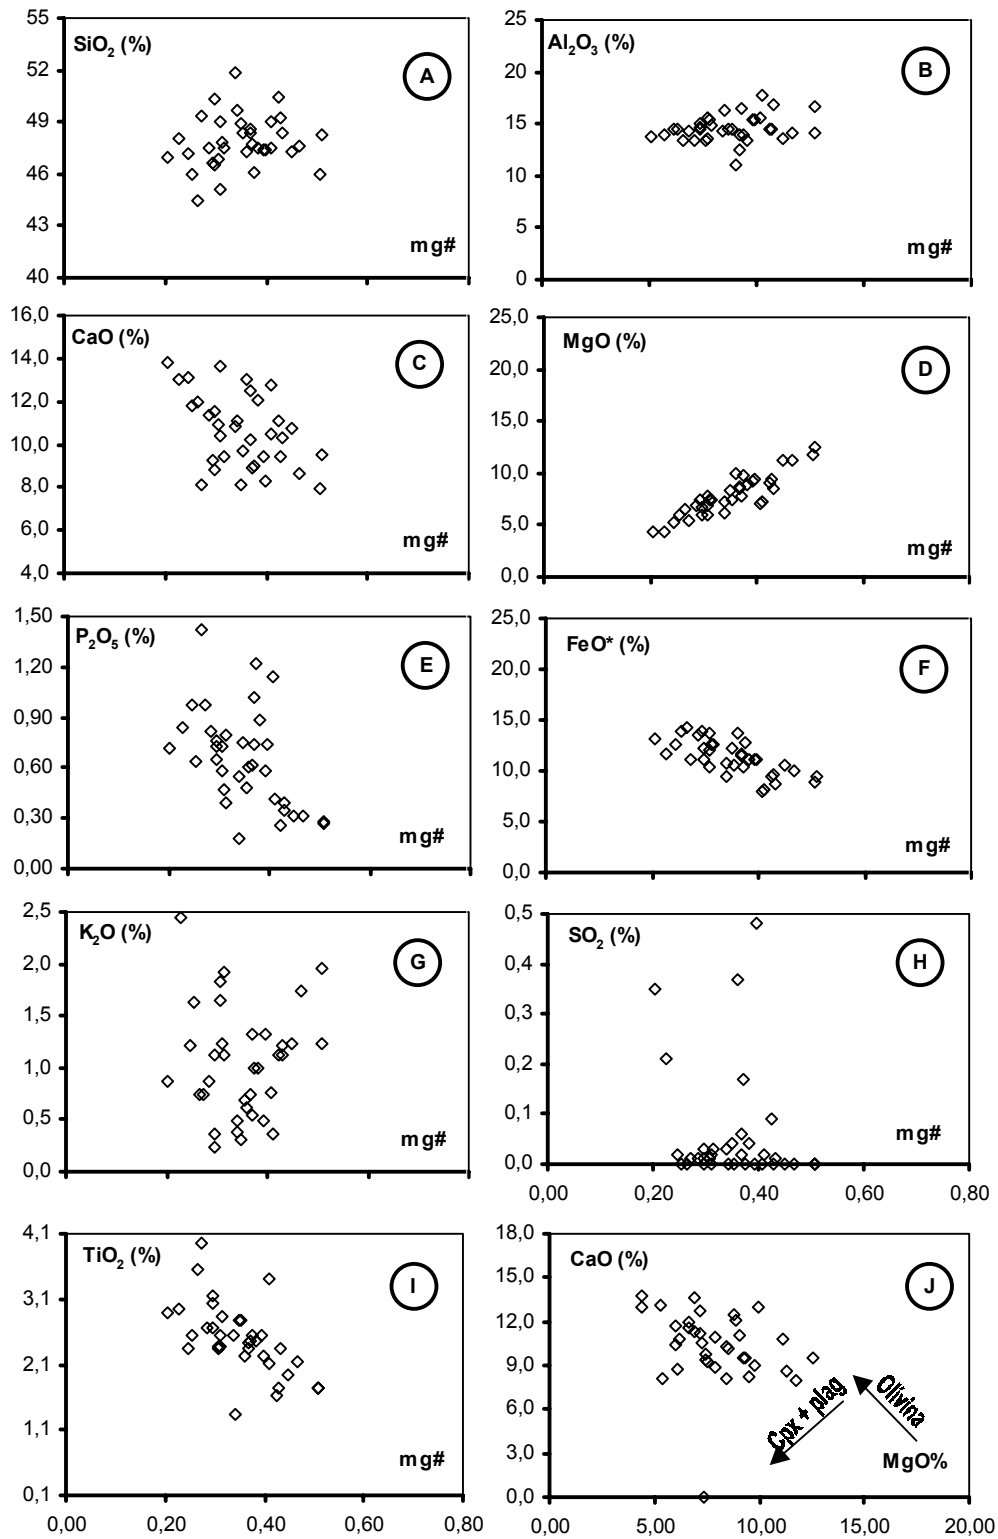 55
52
49
46
43
40
SiO₂ (%)
A
mg#
25
20
15
10
5
0
Al₂O₃ (%)
B
mg#
16,0
14,0
12,0
10,0
8,0
6,0
4,0
CaO (%)
C
mg#
25,0
20,0
15,0
10,0
5,0
0,0
MgO (%)
D
mg#
1,50
1,20
0,90
0,60
0,30
0,00
P₂O₅ (%)
E
mg#
25,0
20,0
15,0
10,0
5,0
0,0
FeO* (%)
F
mg#
2,5
2,0
1,5
1,0
0,5
0,0
K₂O (%)
G
mg#
0,5
0,4
0,3
0,2
0,1
0,0
SO₂ (%)
H
mg#
0,00 0,20 0,40 0,60 0,80
4,1
3,1
2,1
1,1
0,1
TiO₂ (%)
I
mg#
0,00 0,20 0,40 0,60 0,80
18,0
15,0
12,0
9,0
6,0
3,0
0,0
CaO (%)
J
Cpx + plag
Olivina
MgO%
0,00 5,00 10,00 15,00 20,00